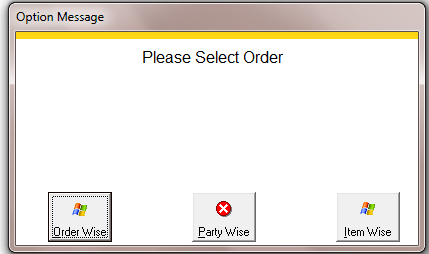 Option Message
Please Select Order
Order Wise
Party Wise
Item Wise